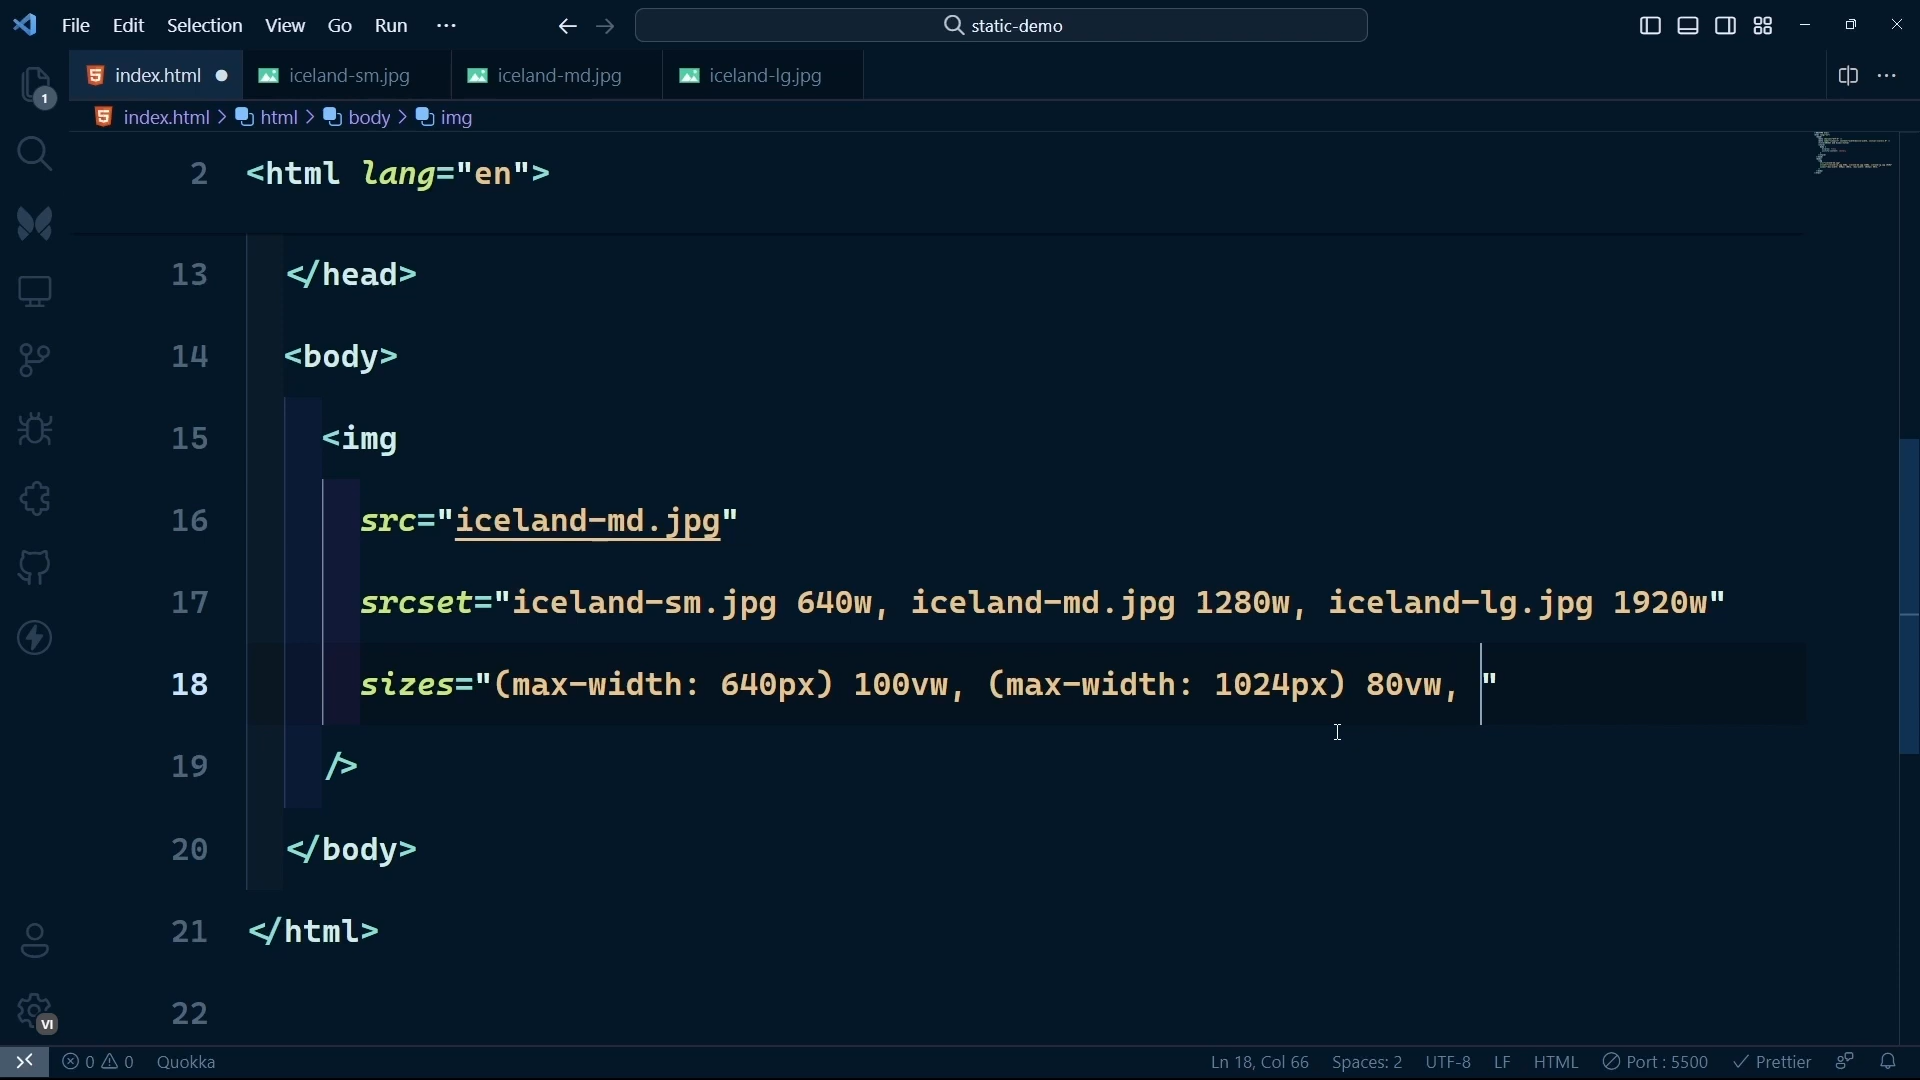 File Edit Selection View Go Run ··· static-demo
index.html iceland-sm.jpg iceland-md.jpg iceland-lg.jpg
1
index.html > html > body > img
2 <html lang="en">
13 </head>
14 <body>
15 <img
16 src="iceland-md.jpg"
17 srcset="iceland-sm.jpg 640w, iceland-md.jpg 1280w, iceland-lg.jpg 1920w"
18 sizes="(max-width: 640px) 100vw, (max-width: 1024px) 80vw, "
19 />
20 </body>
21 </html>
22
VI
0 0 Quokka Ln 18, Col 66 Spaces: 2 UTF-8 LF HTML Port : 5500 Prettier